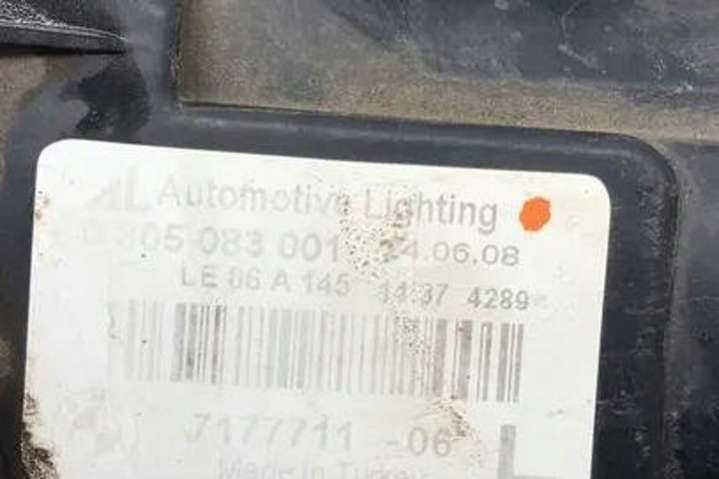 AL Automotive Lighting
0 305 083 001 24.06.08
LE 06 A 145 14:37 4289
7177711 -06 L
Made in Turkey